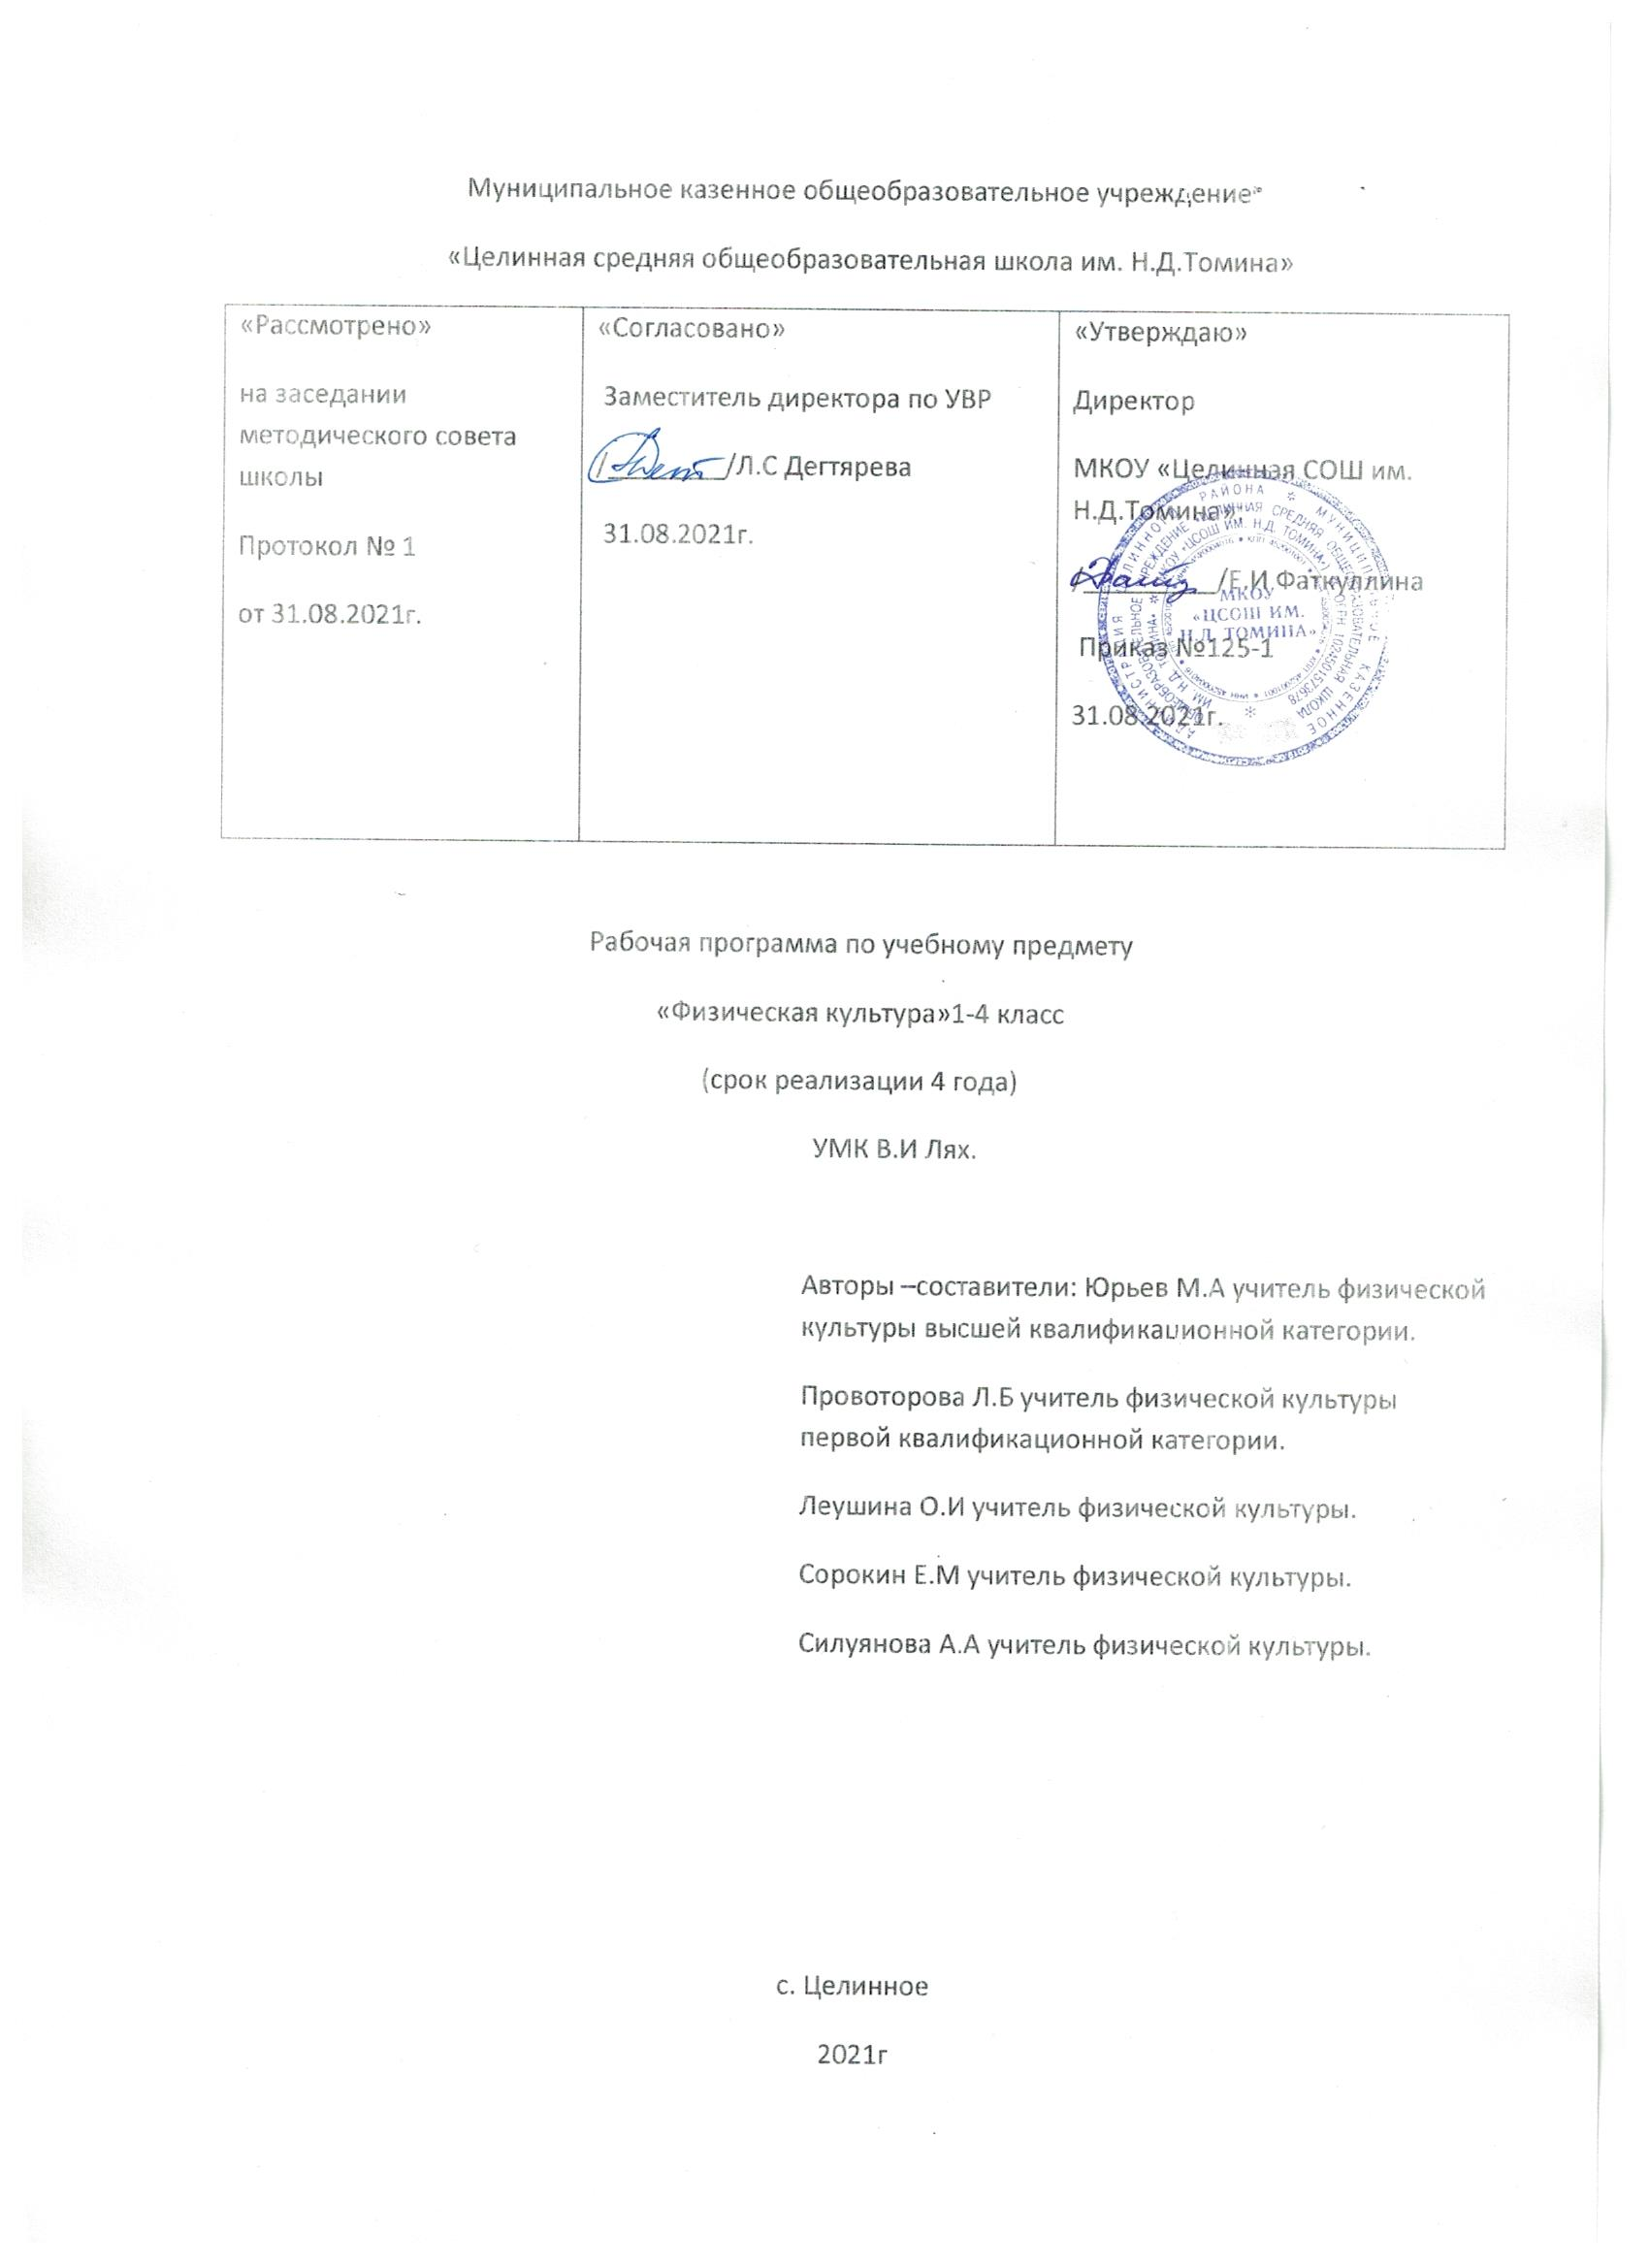 Муниципальное казенное общеобразовательное учреждение
«Целинная средняя общеобразовательная школа им. Н.Д.Томина»
«Рассмотрено»
на заседании
методического совета
школы
Протокол № 1
от 31.08.2021г.
«Согласовано»
Заместитель директора по УВР
/Л.С Дегтярева
31.08.2021г.
«Утверждаю»
Директор
МКОУ «Целинная СОШ им.
Н.Д.Томина»
/Е.И.Фаткуллина
Приказ №125-1
31.08.2021г.
МКОУ
«ЦСОШ ИМ.
Н.Д. ТОМИНА»
Рабочая программа по учебному предмету
«Физическая культура»1-4 класс
(срок реализации 4 года)
УМК В.И Лях.
Авторы –составители: Юрьев М.А учитель физической
культуры высшей квалификационной категории.
Провоторова Л.Б учитель физической культуры
первой квалификационной категории.
Леушина О.И учитель физической культуры.
Сорокин Е.М учитель физической культуры.
Силуянова А.А учитель физической культуры.
с. Целинное
2021г